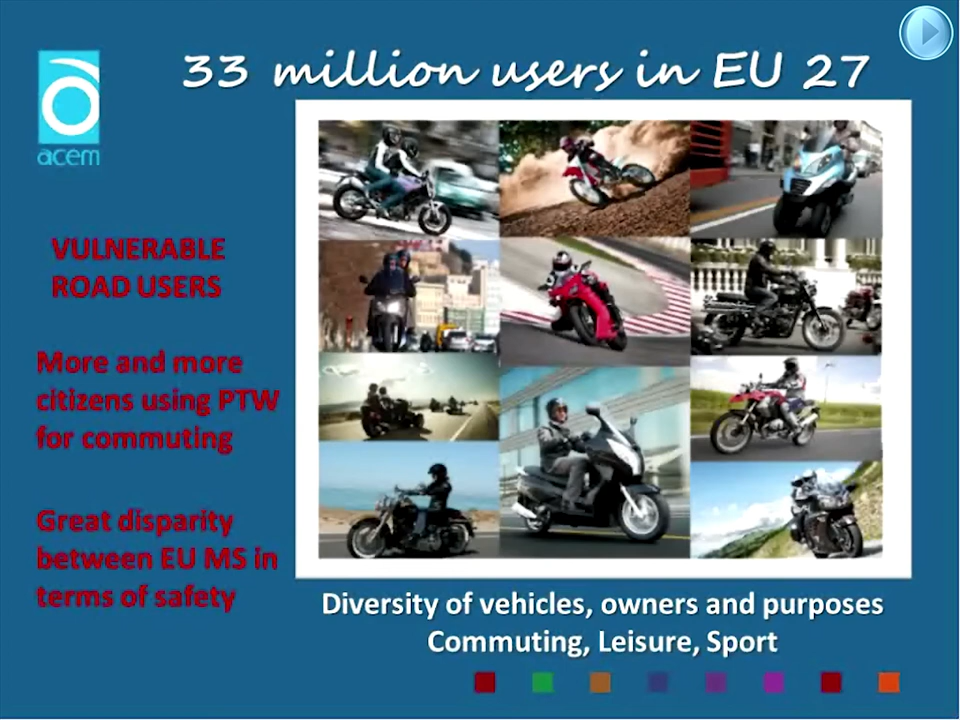 33 million users in EU 27
acem
VULNERABLE
ROAD USERS
More and more
citizens using PTW
for commuting
Great disparity
between EU MS in
terms of safety
Diversity of vehicles, owners and purposes
Commuting, Leisure, Sport